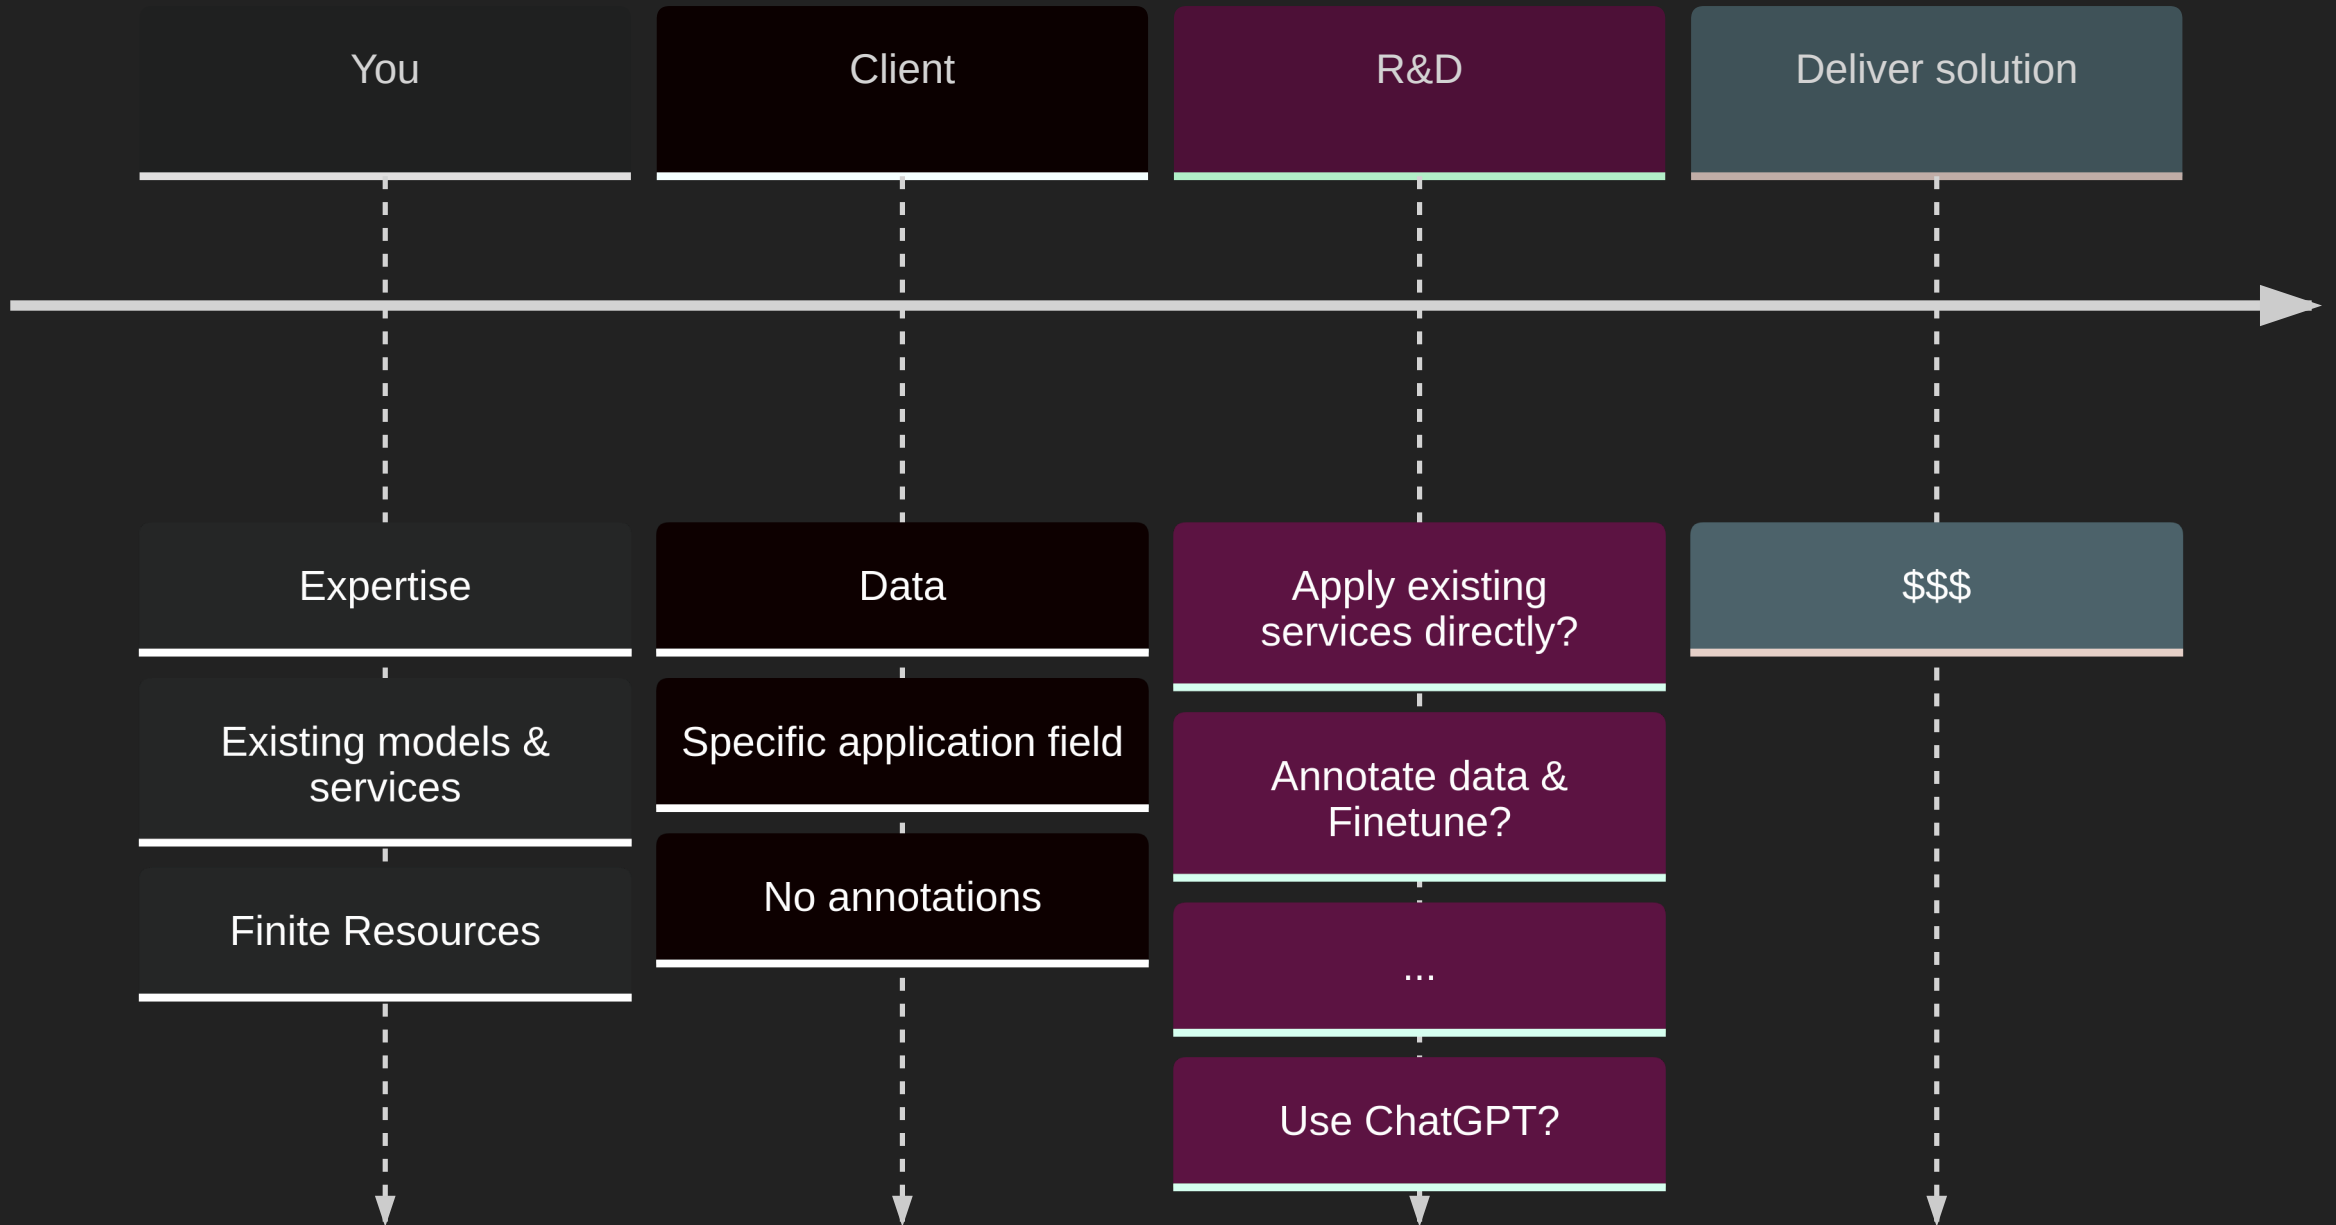 You
Client
R&D
Deliver solution
Expertise
Existing models &
services
Finite Resources
Data
Specific application field
No annotations
Apply existing
services directly?
Annotate data &
Finetune?
...
Use ChatGPT?
$$$